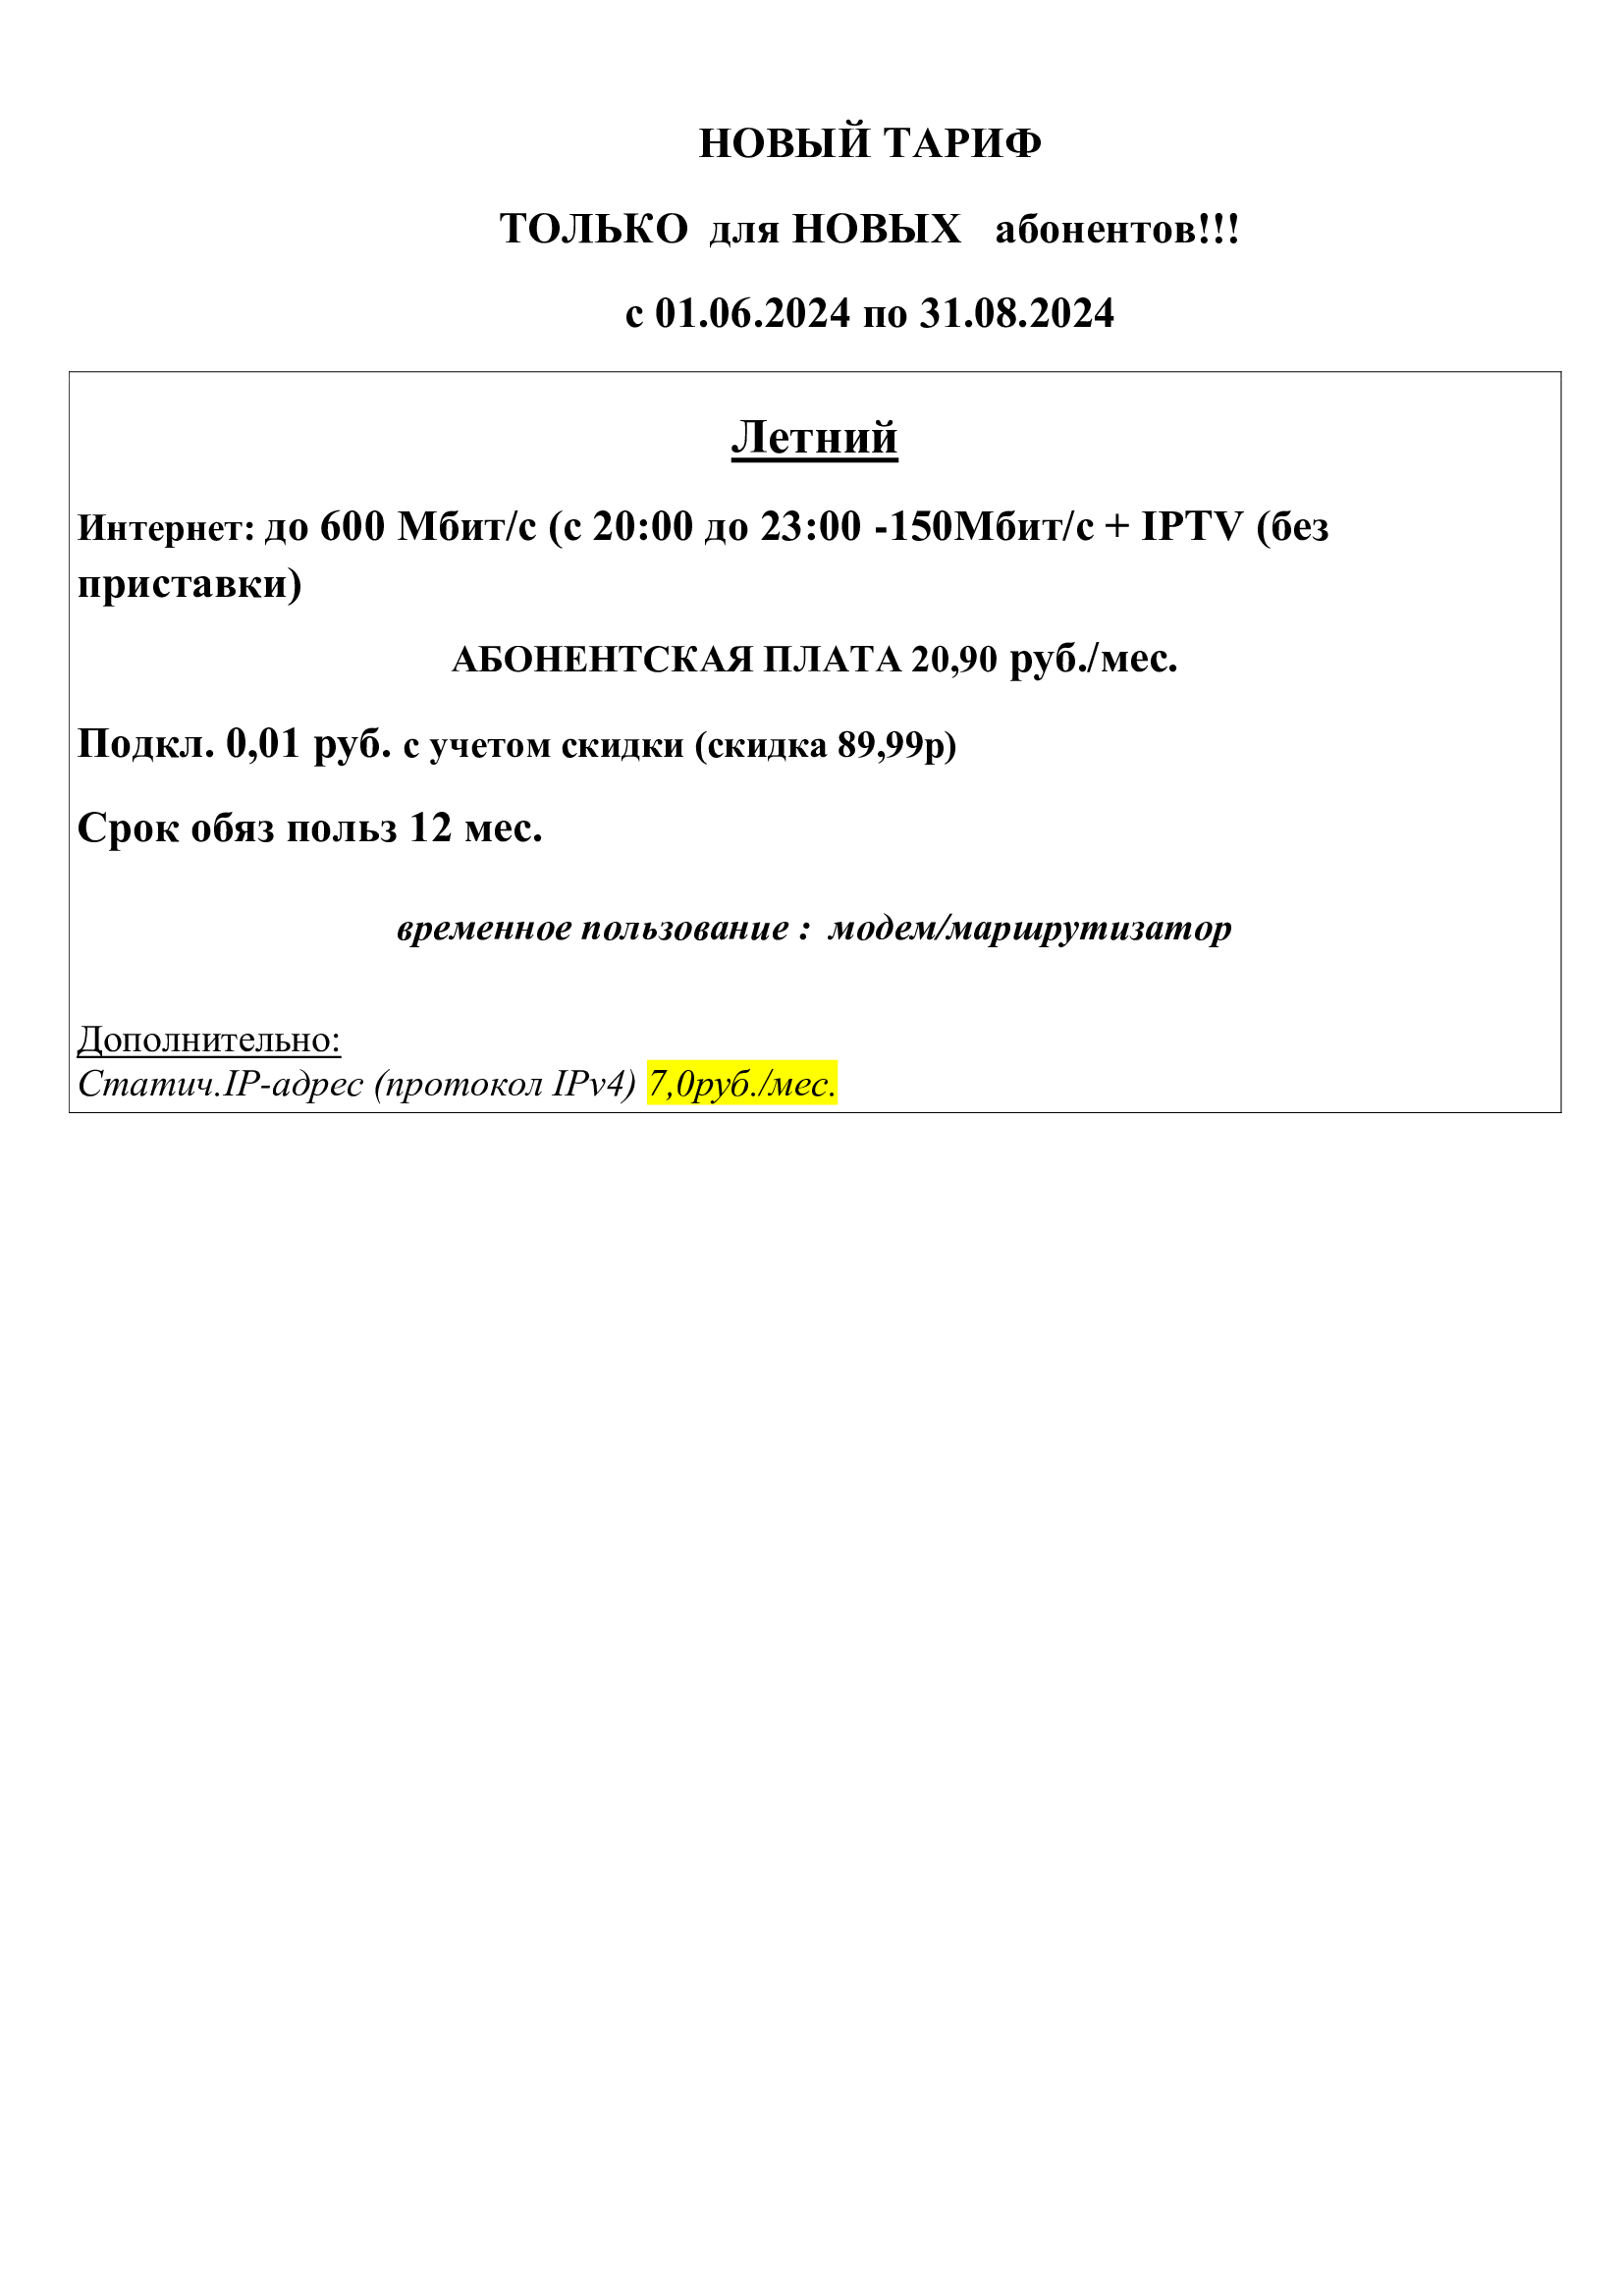 НОВЫЙ ТАРИФ
ТОЛЬКО для НОВЫХ абонентов!!!
с 01.06.2024 по 31.08.2024
Летний
Интернет: до 600 Мбит/с (с 20:00 до 23:00 -150Мбит/с + IPTV (без
приставки)
АБОНЕНТСКАЯ ПЛАТА 20,90 руб./мес.
Подкл. 0,01 руб. с учетом скидки (скидка 89,99р)
Срок обяз польз 12 мес.
временное пользование : модем/маршрутизатор
Дополнительно:
Статич.IP-адрес (протокол IPv4) 7,0руб./мес.